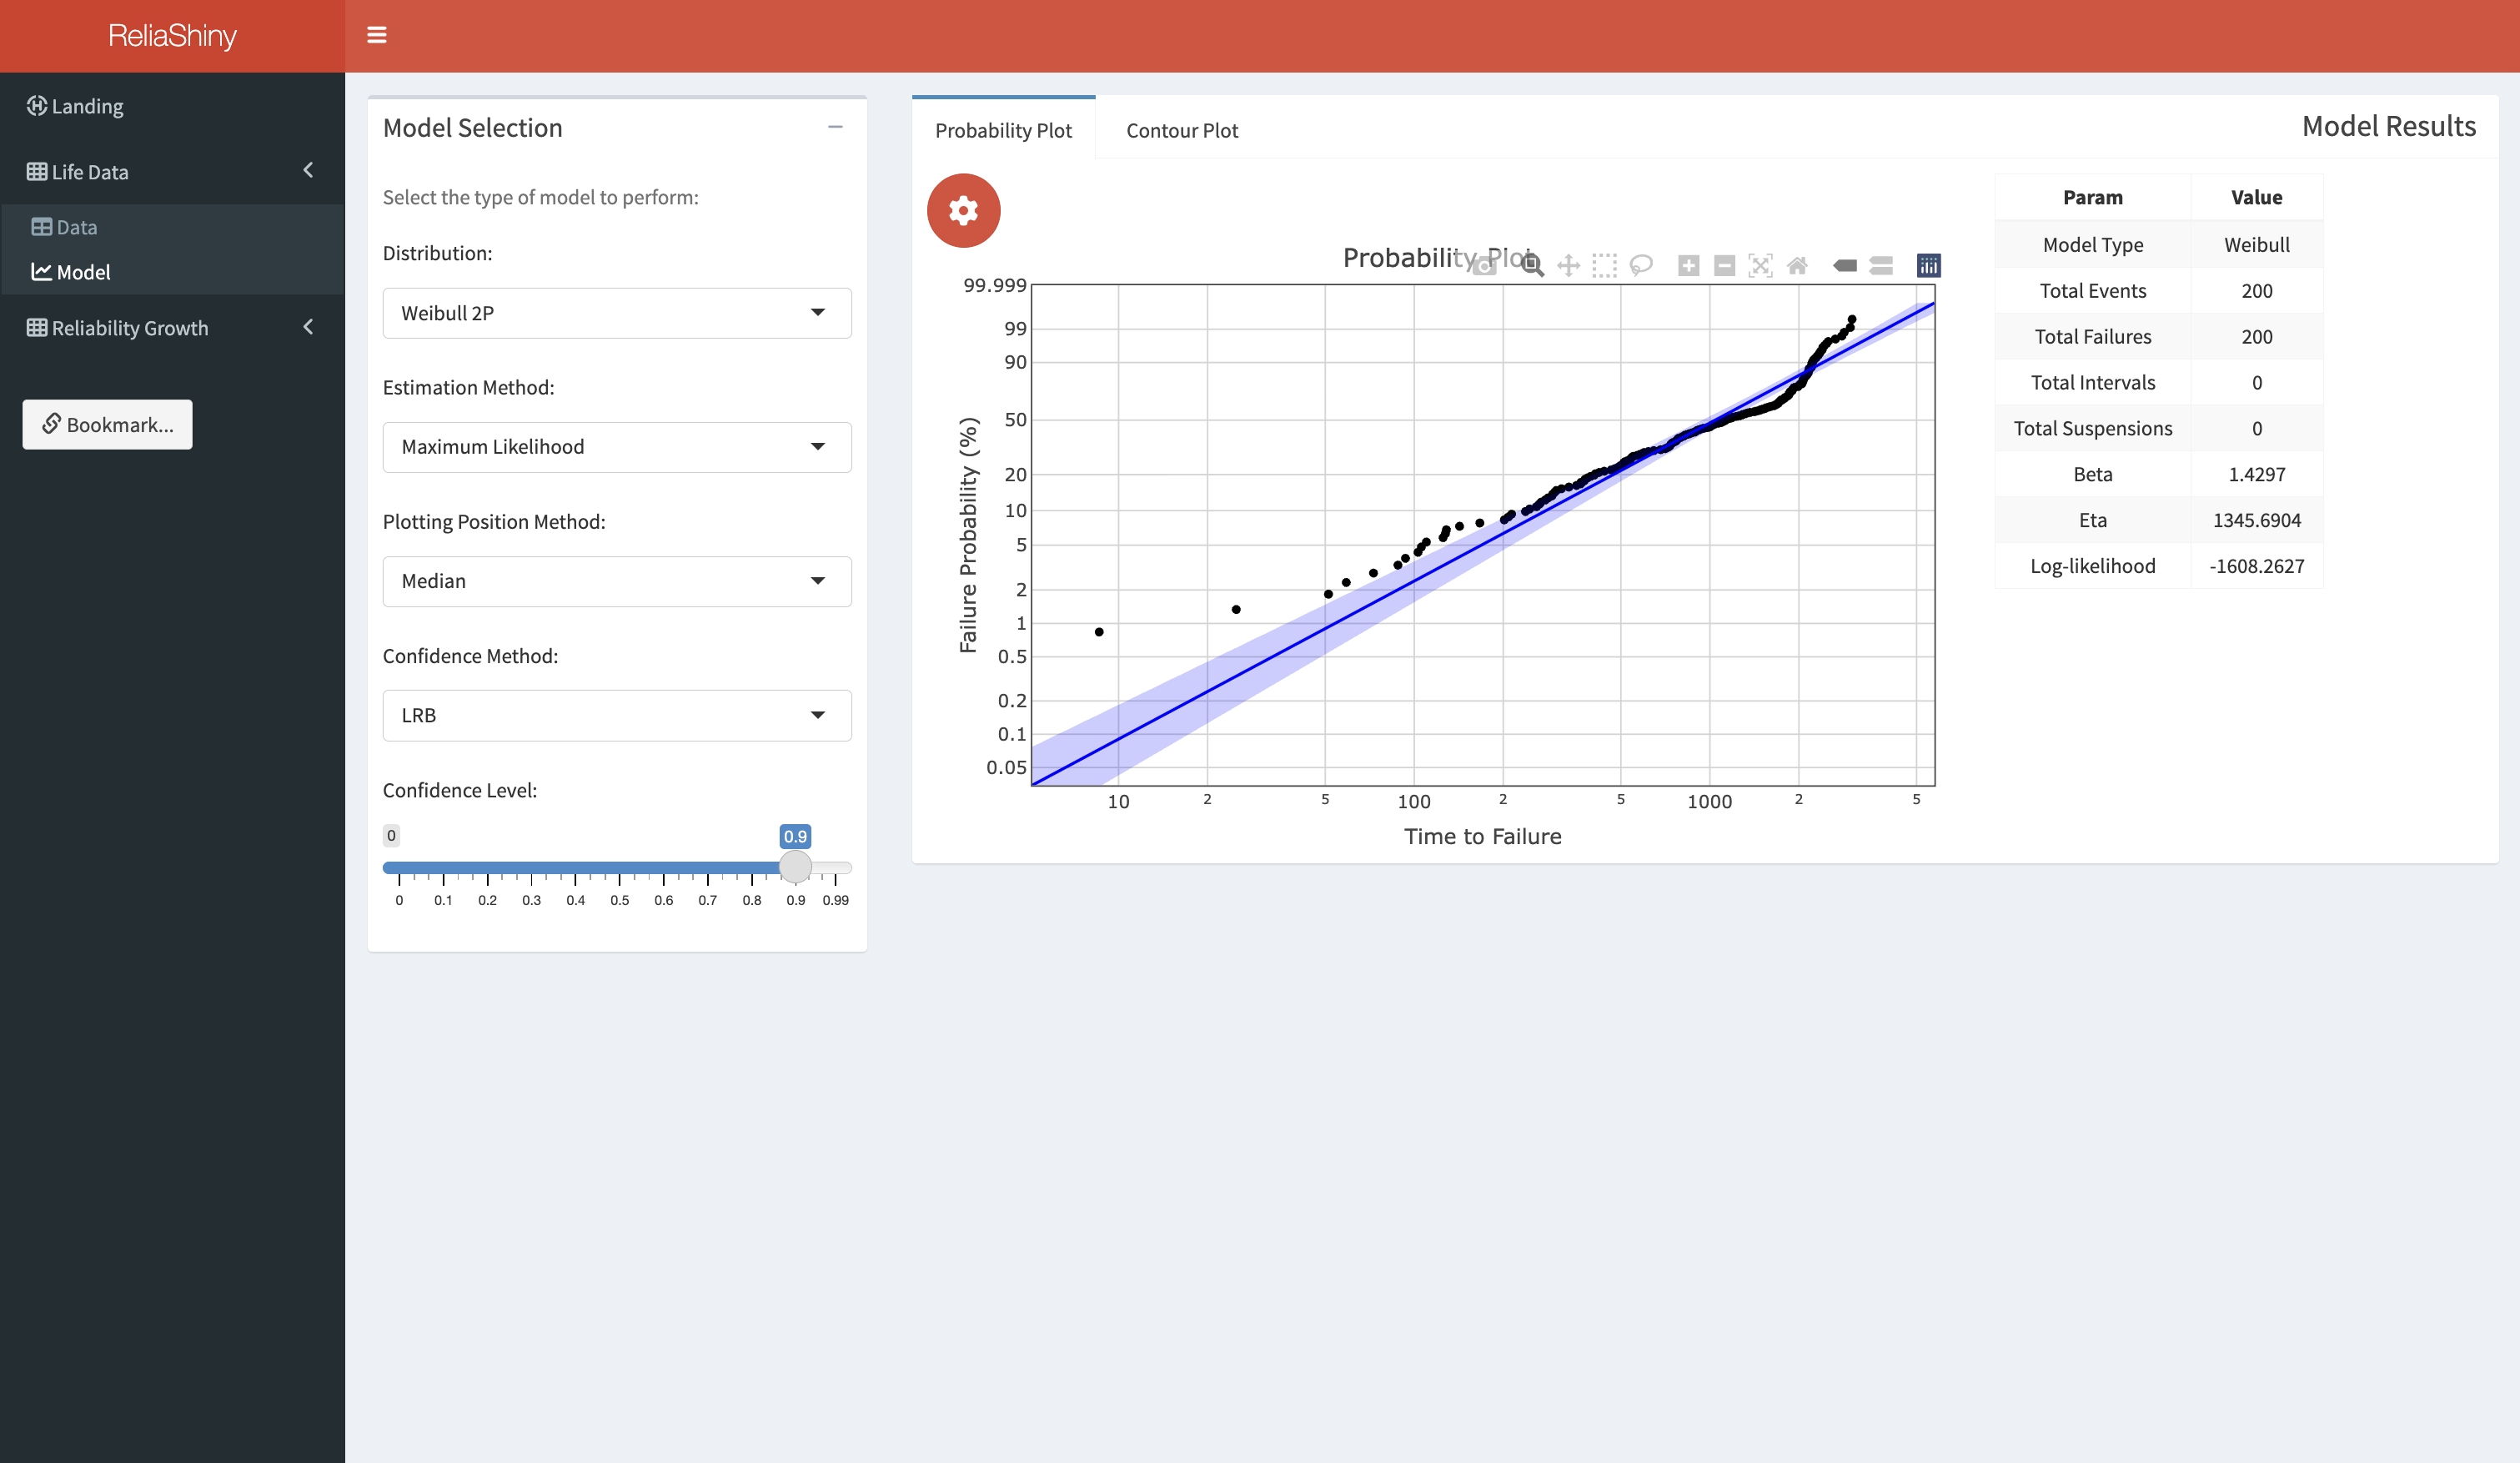 ReliaShiny
Landing
Life Data
Data
Model
Reliability Growth
Bookmark...
Model Selection
Select the type of model to perform:
Distribution:
Weibull 2P
Estimation Method:
Maximum Likelihood
Plotting Position Method:
Median
Confidence Method:
LRB
Confidence Level:
0
0.9
0 0.1 0.2 0.3 0.4 0.5 0.6 0.7 0.8 0.9 0.99
Probability Plot
Contour Plot
Model Results
Probability Plot
99.999
99
90
50
20
10
5
2
1
0.5
0.2
0.1
0.05
Failure Probability (%)
10 2 5 100 2 5 1000 2 5
Time to Failure
Param Value
Model Type Weibull
Total Events 200
Total Failures 200
Total Intervals 0
Total Suspensions 0
Beta 1.4297
Eta 1345.6904
Log-likelihood -1608.2627